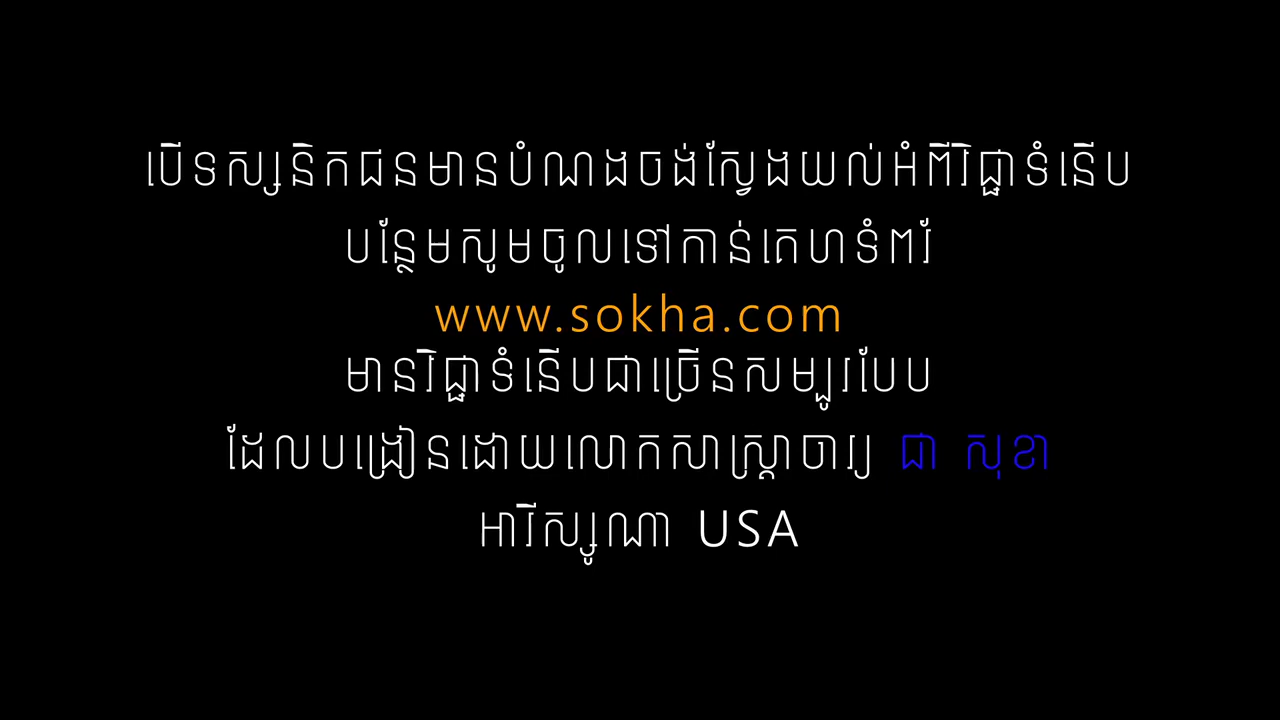 បើទស្សនិកជនមានបំណងចង់ស្វែងយល់អំពីវិជ្ជាទំនើប
បន្ថែមសូមចូលទៅកាន់គេហទំព័រ
www.sokha.com
មានវិជ្ជាទំនើបជាច្រើនសម្បូរបែប
ដែលបង្រៀនដោយលោកសាស្ត្រាចារ្យ ជា សុខា
អារីស្សូណា USA